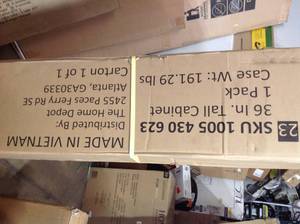 23
SKU 1005 430 623
36 In. Tall Cabinet
1 Pack
Case Wt: 191.29 lbs
MADE IN VIETNAM
Distributed By:
The Home Depot
2455 Paces Ferry Rd SE
Atlanta, GA30339
Carton 1 of 1